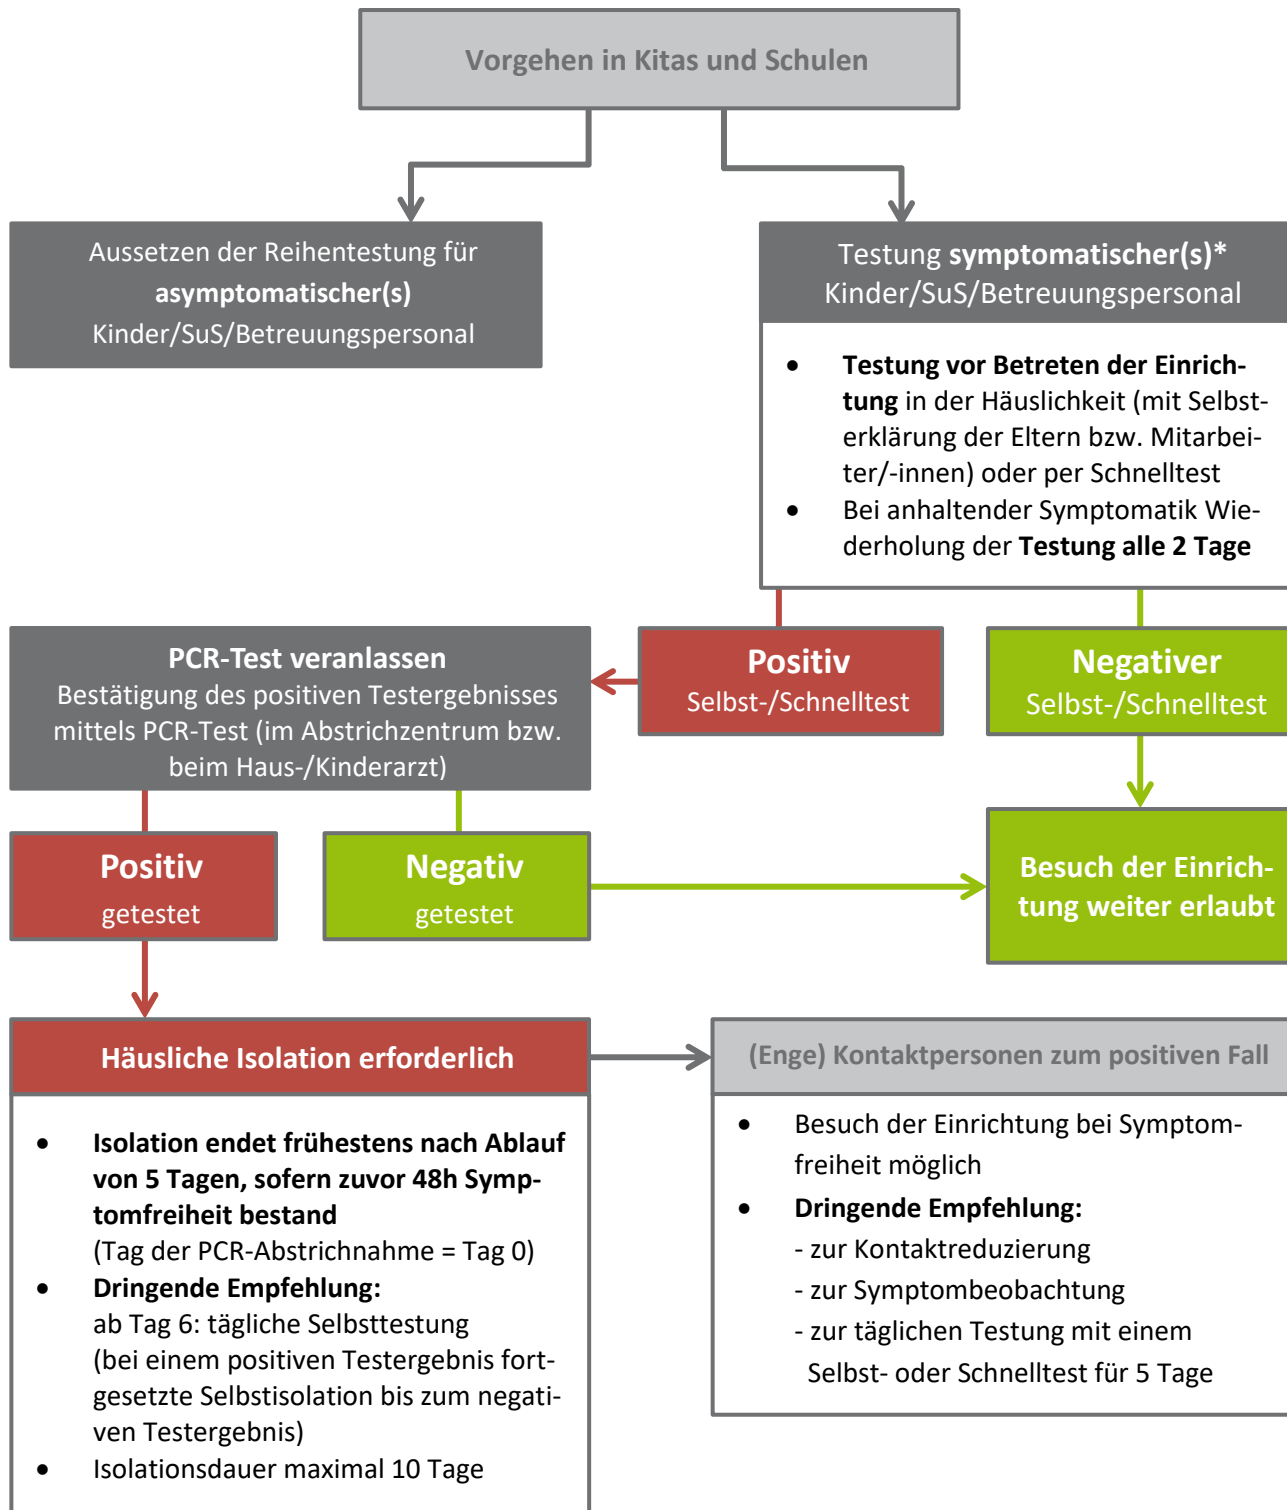 Vorgehen in Kitas und Schulen
Aussetzen der Reihentestung für
asymptomatischer(s)
Kinder/SuS/Betreuungspersonal
Testung symptomatischer(s)*
Kinder/SuS/Betreuungspersonal
• Testung vor Betreten der Einrich-
tung in der Häuslichkeit (mit Selbst-
erklärung der Eltern bzw. Mitarbei-
ter/-innen) oder per Schnelltest
• Bei anhaltender Symptomatik Wie-
derholung der Testung alle 2 Tage
PCR-Test veranlassen
Bestätigung des positiven Testergebnisses
mittels PCR-Test (im Abstrichzentrum bzw.
beim Haus-/Kinderarzt)
Positiv
Selbst-/Schnelltest
Negativer
Selbst-/Schnelltest
Positiv
getestet
Negativ
getestet
Besuch der Einrich-
tung weiter erlaubt
Häusliche Isolation erforderlich
• Isolation endet frühestens nach Ablauf
von 5 Tagen, sofern zuvor 48h Symp-
tomfreiheit bestand
(Tag der PCR-Abstrichnahme = Tag 0)
• Dringende Empfehlung:
ab Tag 6: tägliche Selbsttestung
(bei einem positiven Testergebnis fort-
gesetzte Selbstisolation bis zum negati-
ven Testergebnis)
• Isolationsdauer maximal 10 Tage
(Enge) Kontaktpersonen zum positiven Fall
• Besuch der Einrichtung bei Symptom-
freiheit möglich
• Dringende Empfehlung:
- zur Kontaktreduzierung
- zur Symptombeobachtung
- zur täglichen Testung mit einem
Selbst- oder Schnelltest für 5 Tage